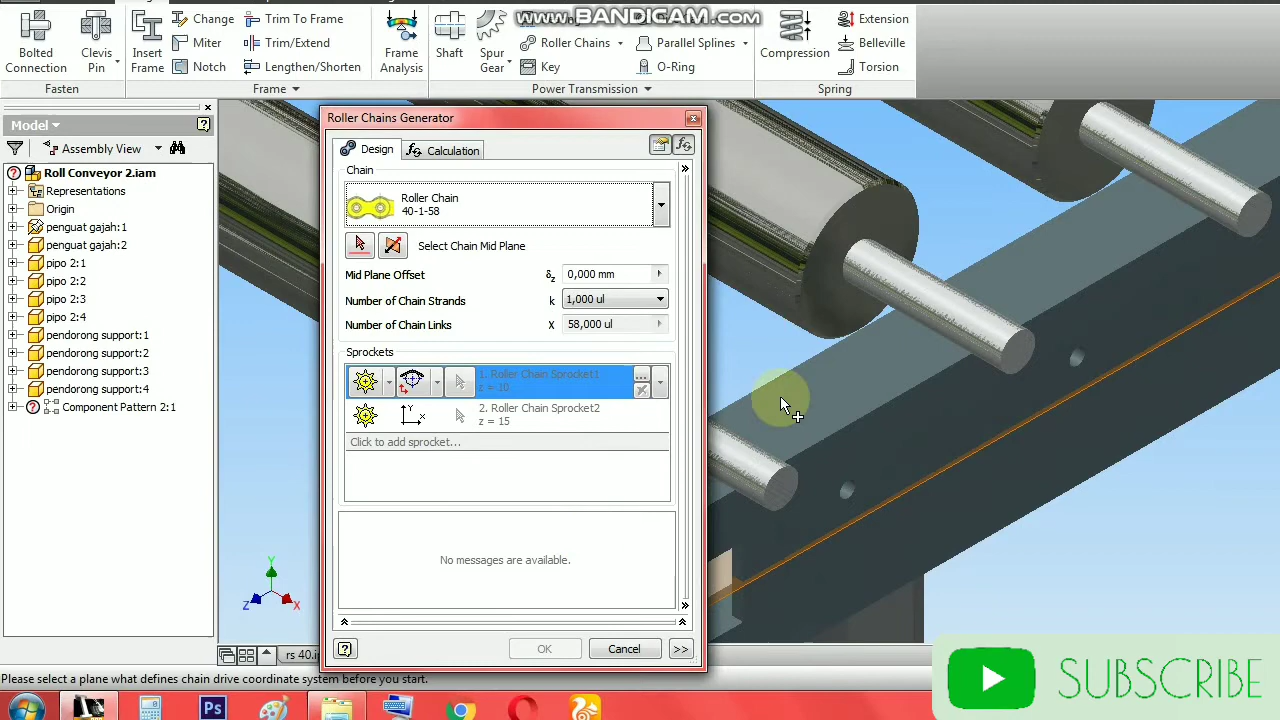 www.BANDICAM.com
Change
Trim To Frame
Extension
Miter
Trim/Extend
Roller Chains
Parallel Splines
Belleville
Bolted Connection
Clevis Pin
Insert Frame
Notch
Lengthen/Shorten
Frame Analysis
Shaft
Spur Gear
Key
O-Ring
Compression
Torsion
Fasten
Frame
Power Transmission
Spring
Model
Assembly View
Roll Conveyor 2.iam
Representations
Origin
penguat gajah:1
penguat gajah:2
pipo 2:1
pipo 2:2
pipo 2:3
pipo 2:4
pendorong support:1
pendorong support:2
pendorong support:3
pendorong support:4
Component Pattern 2:1
Roller Chains Generator
Design
Calculation
Chain
Roller Chain
40-1-58
Select Chain Mid Plane
Mid Plane Offset δz 0,000 mm
Number of Chain Strands k 1,000 ul
Number of Chain Links X 58,000 ul
Sprockets
1. Roller Chain Sprocket1
z = 10
2. Roller Chain Sprocket2
z = 15
Click to add sprocket...
No messages are available.
OK
Cancel
>>
Y
Z
X
Please select a plane what defines chain drive coordinate system before you start.
Ps
SUBSCRIBE